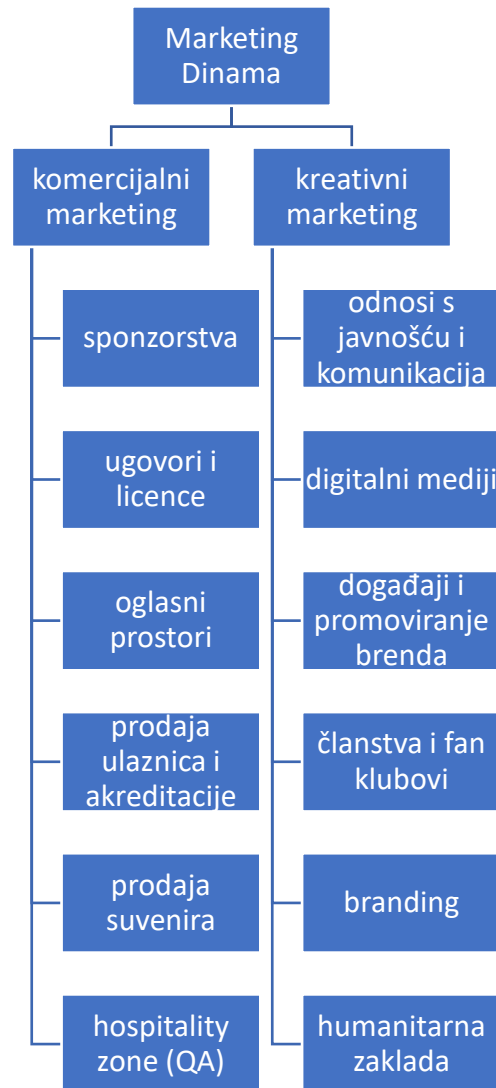 Marketing
Dinama
komercijalni
marketing
kreativni
marketing
sponzorstva
ugovori i
licence
oglasni
prostori
prodaja
ulaznica i
akreditacije
prodaja
suvenira
hospitality
zone (QA)
odnosi s
javnošću i
komunikacija
digitalni mediji
događaji i
promoviranje
brenda
članstva i fan
klubovi
branding
humanitarna
zaklada